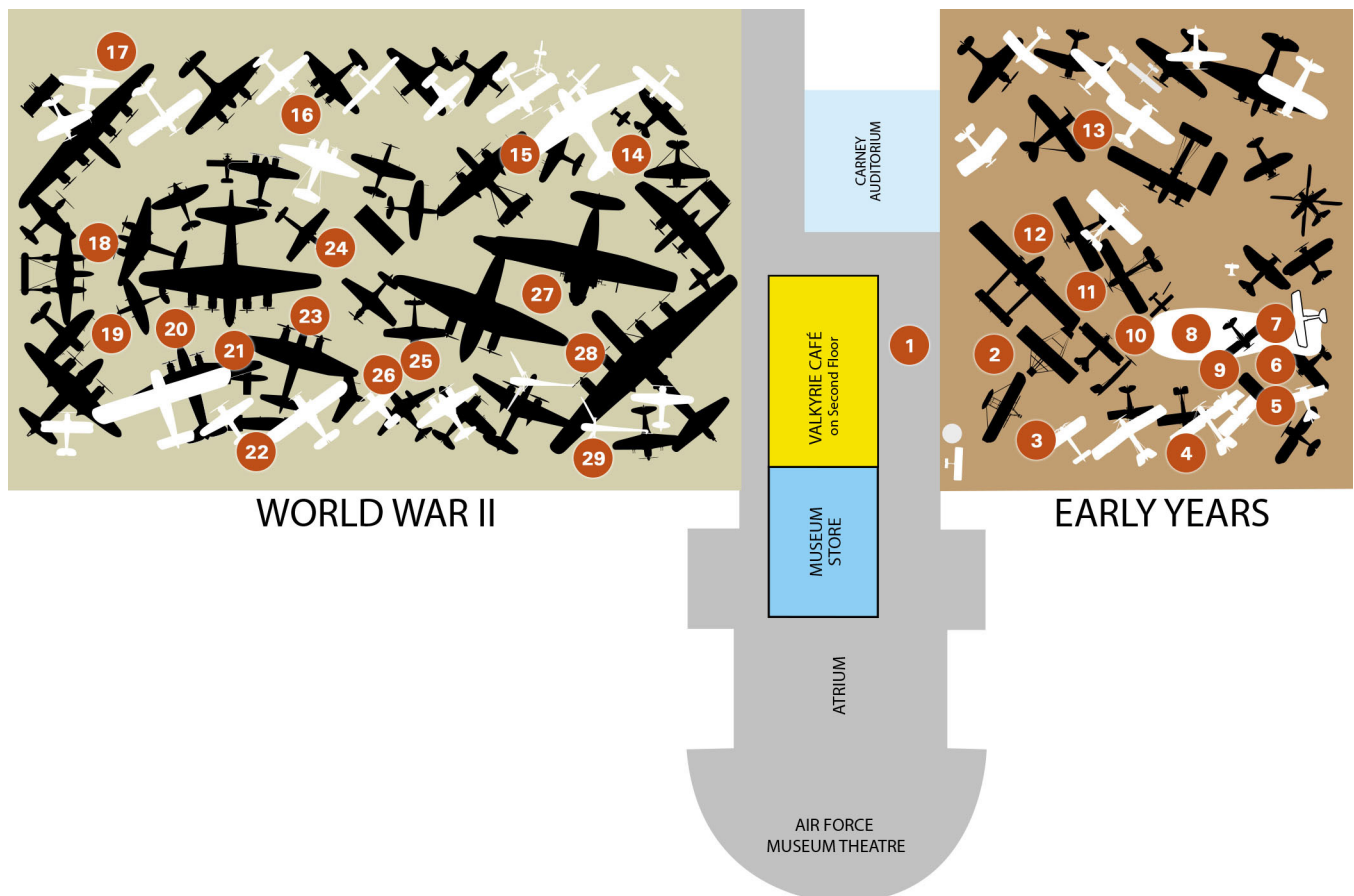 17
16
15
14
18
24
19
20
21
23
27
28
25
26
22
29
WORLD WAR II
CARNEY
AUDITORIUM
VALKYRIE CAFÉ
on Second Floor
MUSEUM
STORE
ATRIUM
AIR FORCE
MUSEUM THEATRE
1
13
12
11
10
8
7
2
9
6
5
3
4
EARLY YEARS